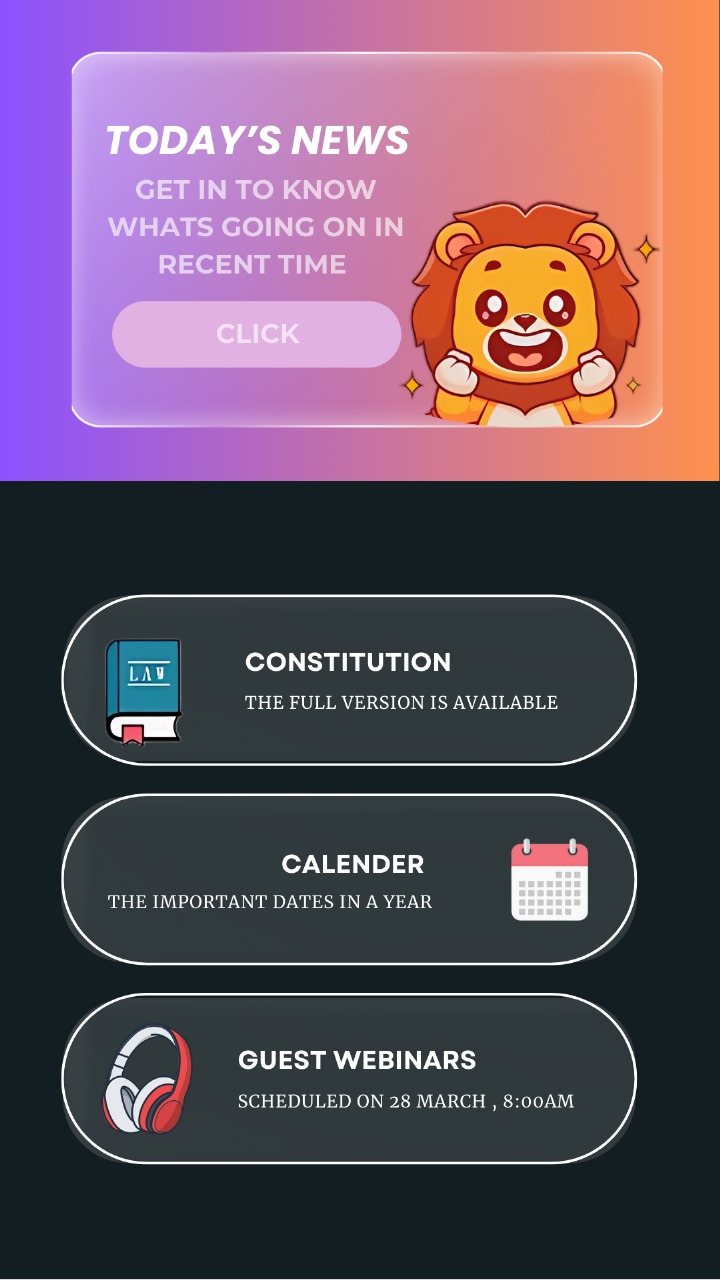 TODAY'S NEWS
GET IN TO KNOW
WHATS GOING ON IN
RECENT TIME
CLICK
LAW
CONSTITUTION
THE FULL VERSION IS AVAILABLE
CALENDER
THE IMPORTANT DATES IN A YEAR
GUEST WEBINARS
SCHEDULED ON 28 MARCH , 8:00AM